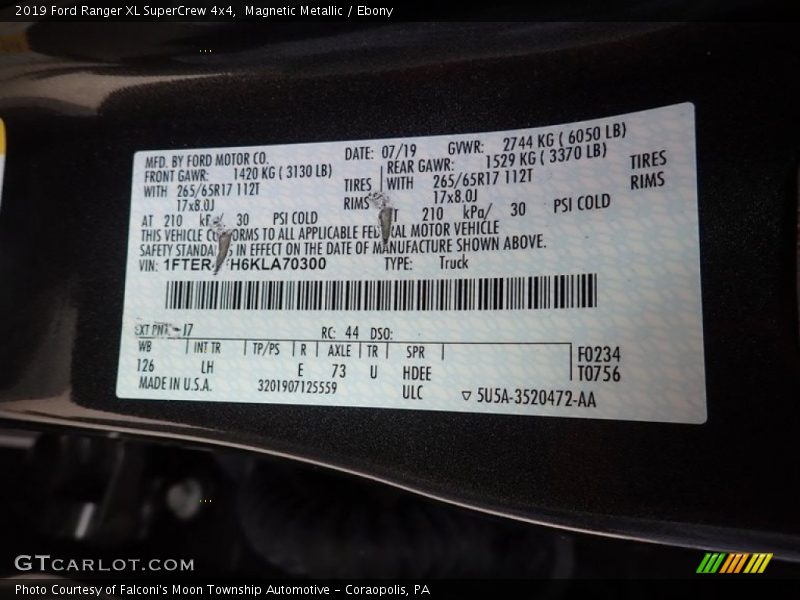 2019 Ford Ranger XL SuperCrew 4x4, Magnetic Metallic / Ebony
MFD. BY FORD MOTOR CO. DATE: 07/19 GVWR: 2744 KG ( 6050 LB)
FRONT GAWR: 1420 KG ( 3130 LB) REAR GAWR: 1529 KG ( 3370 LB)
WITH 265/65R17 112T TIRES WITH 265/65R17 112T TIRES
17x8.0J RIMS 17x8.0J RIMS
AT 210 30 PSI COLD 210 kPa/ 30 PSI COLD
THIS VEHICLE TO ALL APPLICABLE MOTOR VEHICLE
SAFETY IN EFFECT ON THE DATE OF MANUFACTURE SHOWN ABOVE.
VIN: 1FTER H6KLA70300 TYPE: Truck
EXT PNT: J7 RC: 44 DSO:
WB INT TR TP/PS R AXLE TR SPR F0234
126 LH E 73 U HDEE T0756
MADE IN U.S.A. 3201907125559 ULC 5U5A-3520472-AA
GTCARLOT.COM
Photo Courtesy of Falconi's Moon Township Automotive - Coraopolis, PA